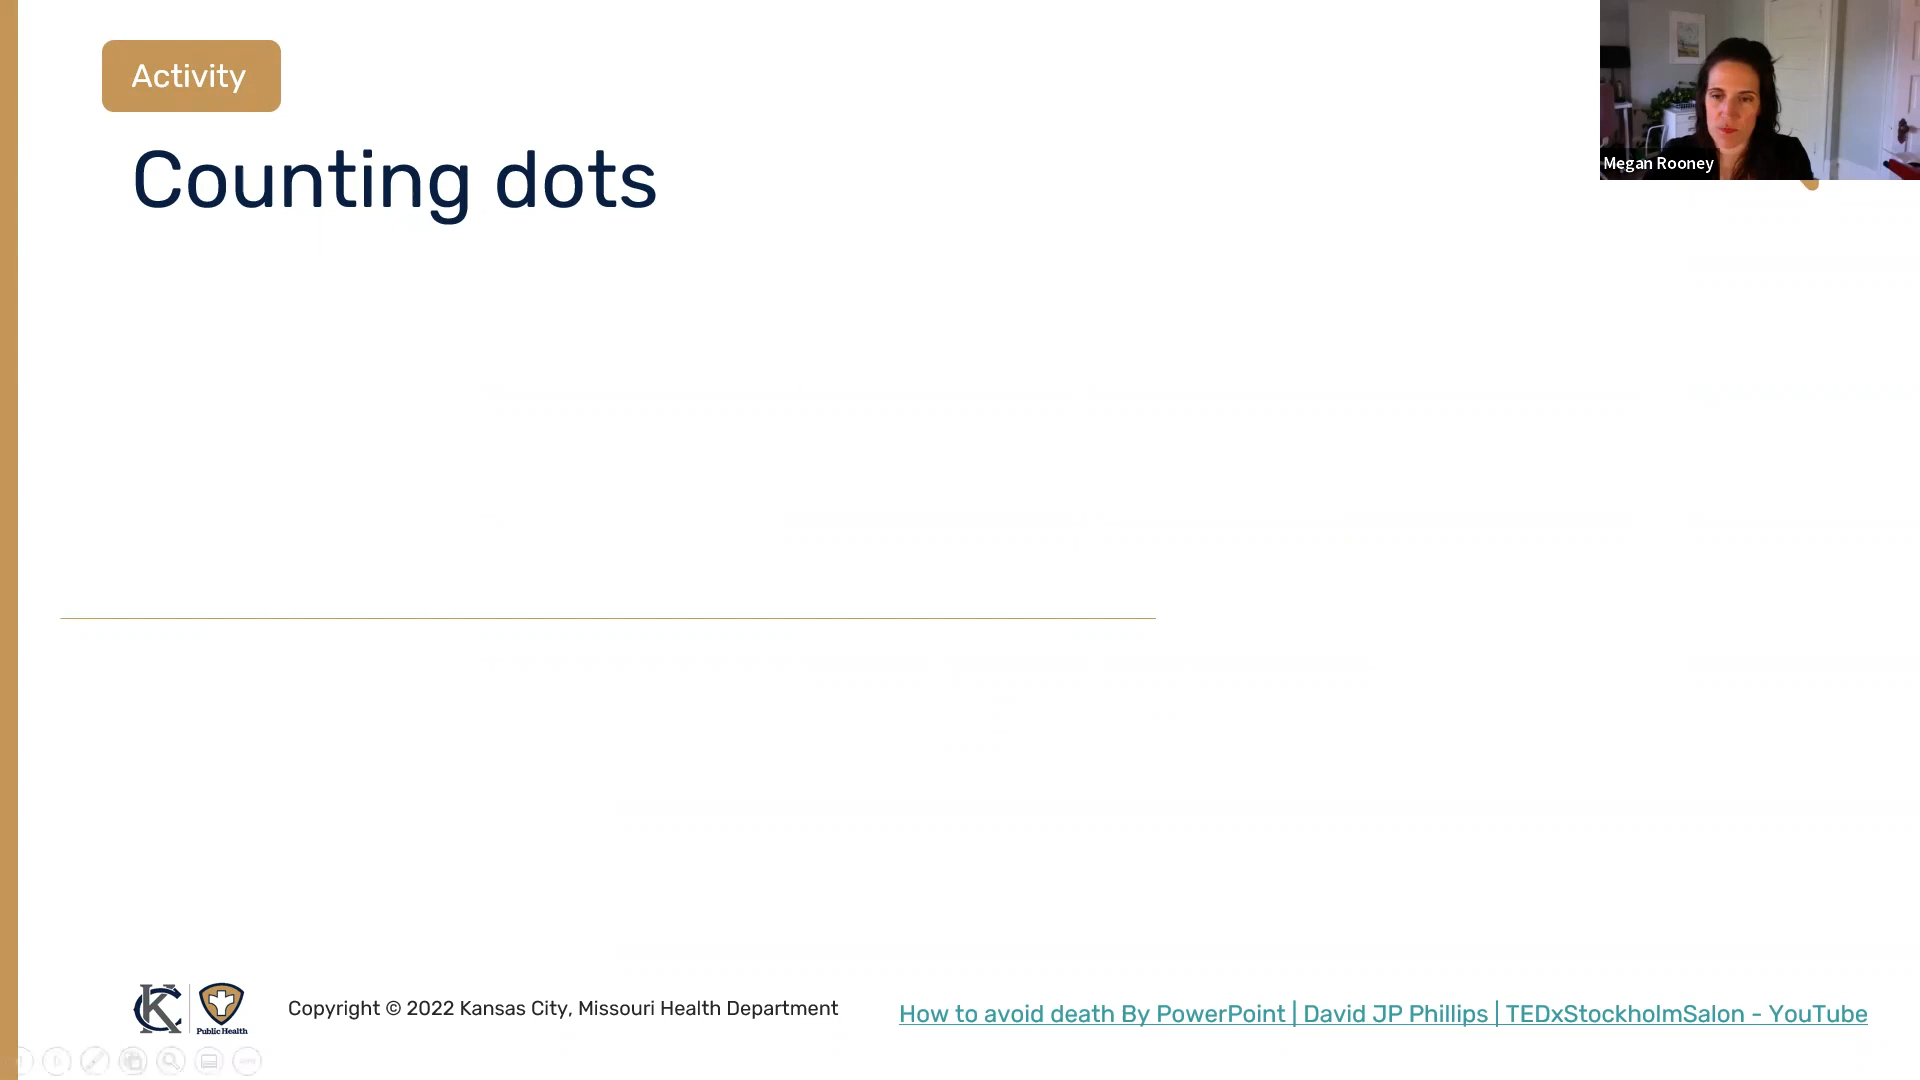 Activity
Counting dots
Megan Rooney
KC
Public Health
Copyright © 2022 Kansas City, Missouri Health Department
How to avoid death By PowerPoint | David JP Phillips | TEDxStockholmSalon - YouTube